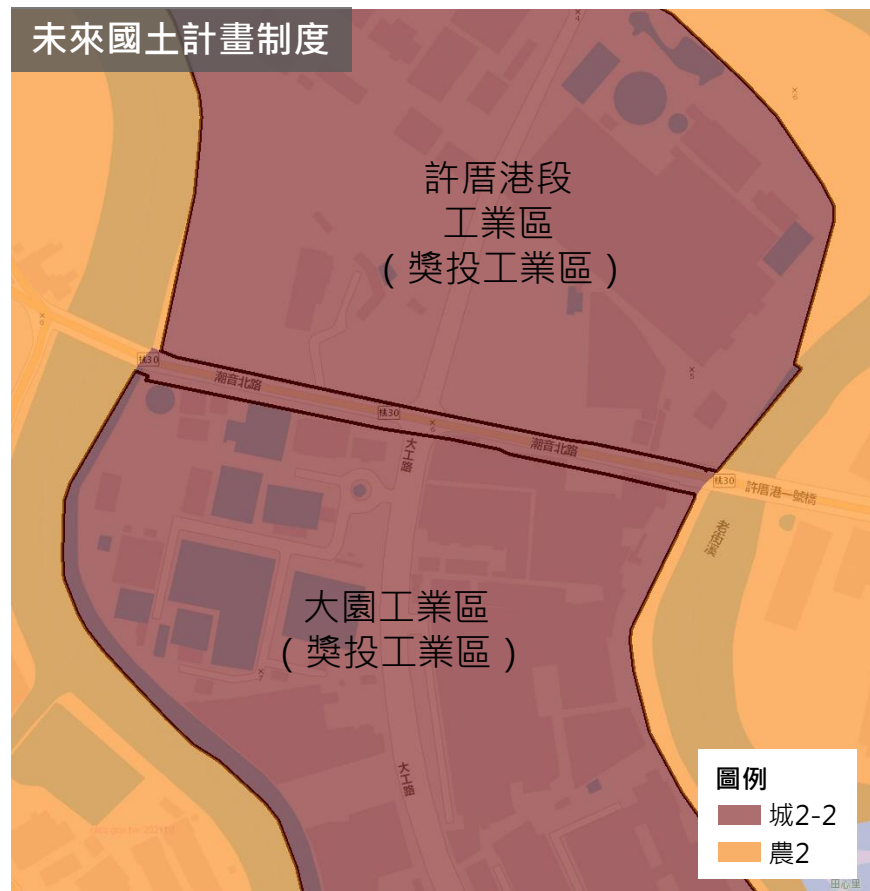 未來國土計畫制度
許厝港段
工業區
(獎投工業區)
桃30
潮音北路
桃30
潮音北路
大工路
桃30
許厝港一號橋
老街溪
大園工業區
(獎投工業區)
大工路
圖例
城2-2
農2
田心里